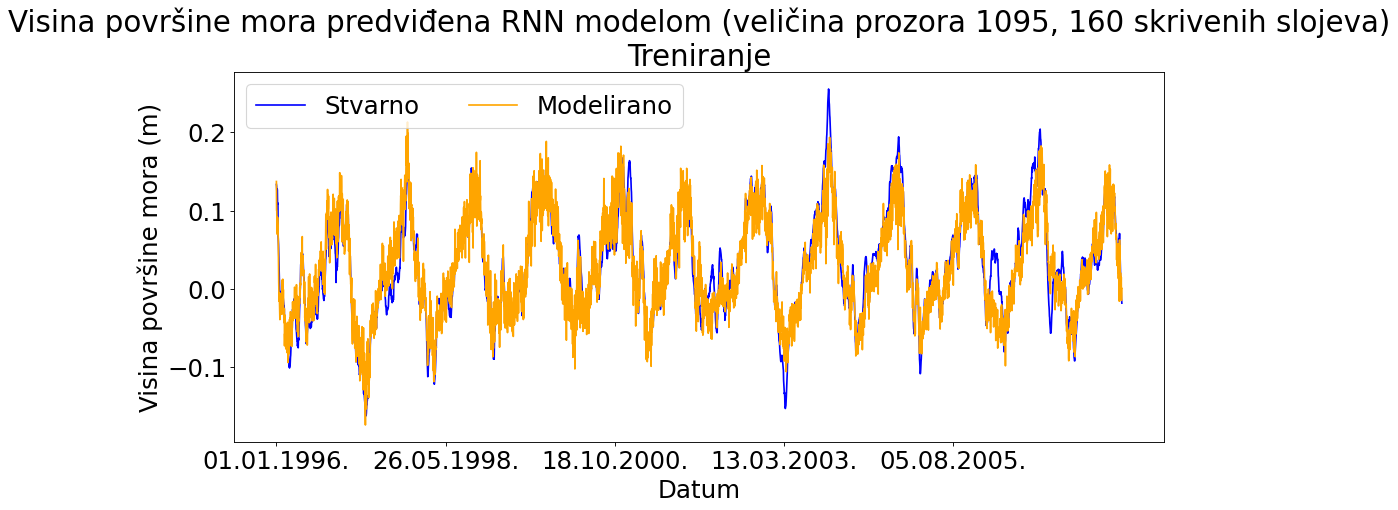 Visina površine mora predviđena RNN modelom (veličina prozora 1095, 160 skrivenih slojeva)
Treniranje
Stvarno Modelirano
Visina površine mora (m)
0.2
0.1
0.0
−0.1
01.01.1996. 26.05.1998. 18.10.2000. 13.03.2003. 05.08.2005.
Datum